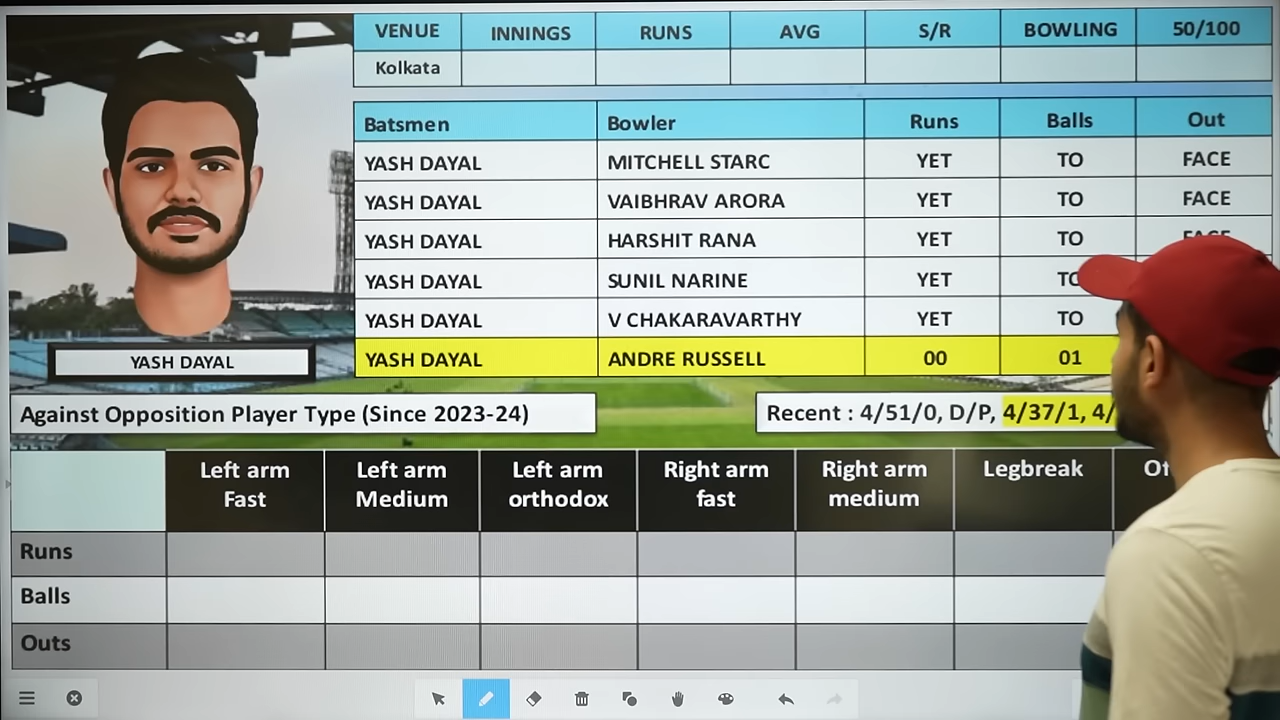 VENUE INNINGS RUNS AVG S/R BOWLING 50/100
Kolkata
Batsmen Bowler Runs Balls Out
YASH DAYAL MITCHELL STARC YET TO FACE
YASH DAYAL VAIBHRAV ARORA YET TO FACE
YASH DAYAL HARSHIT RANA YET TO FACE
YASH DAYAL SUNIL NARINE YET TO
YASH DAYAL V CHAKARAVARTHY YET TO
YASH DAYAL ANDRE RUSSELL 00 01
YASH DAYAL
Against Opposition Player Type (Since 2023-24)
Recent : 4/51/0, D/P, 4/37/1, 4/
Left arm Fast
Left arm Medium
Left arm orthodox
Right arm fast
Right arm medium
Legbreak
Runs
Balls
Outs